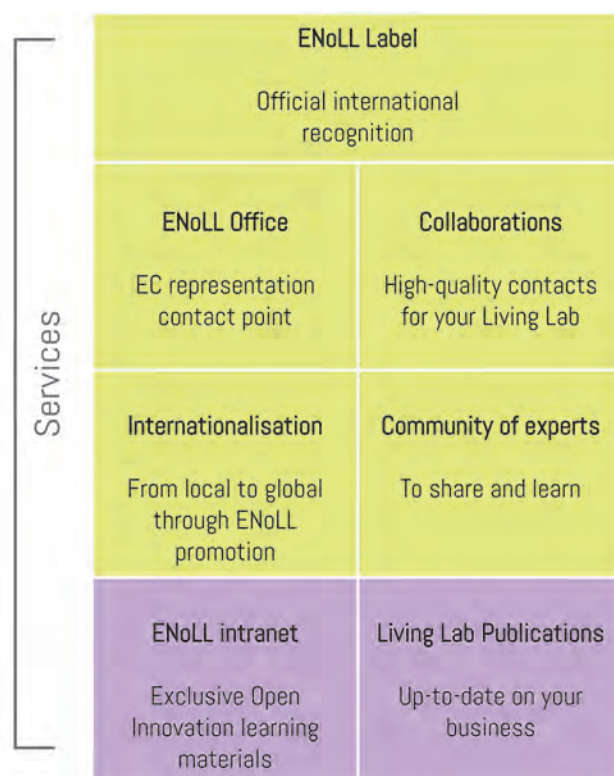 Services
ENoLL Label
Official international
recognition
ENoLL Office
EC representation
contact point
Collaborations
High-quality contacts
for your Living Lab
Internationalisation
From local to global
through ENoLL
promotion
Community of experts
To share and learn
ENoLL intranet
Exclusive Open
Innovation learning
materials
Living Lab Publications
Up-to-date on your
business